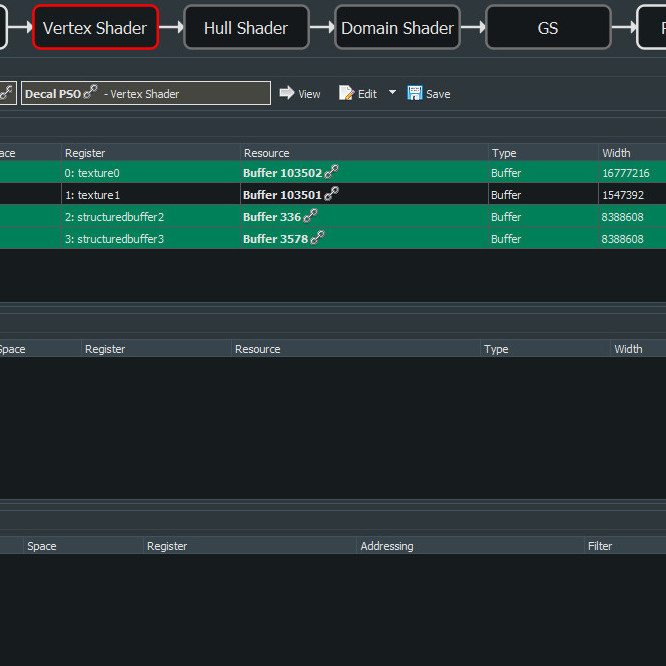 Vertex Shader Hull Shader Domain Shader GS
Decal PSO - Vertex Shader View Edit Save
ace Register Resource Type Width
0: texture0 Buffer 103502 Buffer 16777216
1: texture1 Buffer 103501 Buffer 1547392
2: structuredbuffer2 Buffer 336 Buffer 8388608
3: structuredbuffer3 Buffer 3578 Buffer 8388608
Space Register Resource Type Width
Space Register Addressing Filter